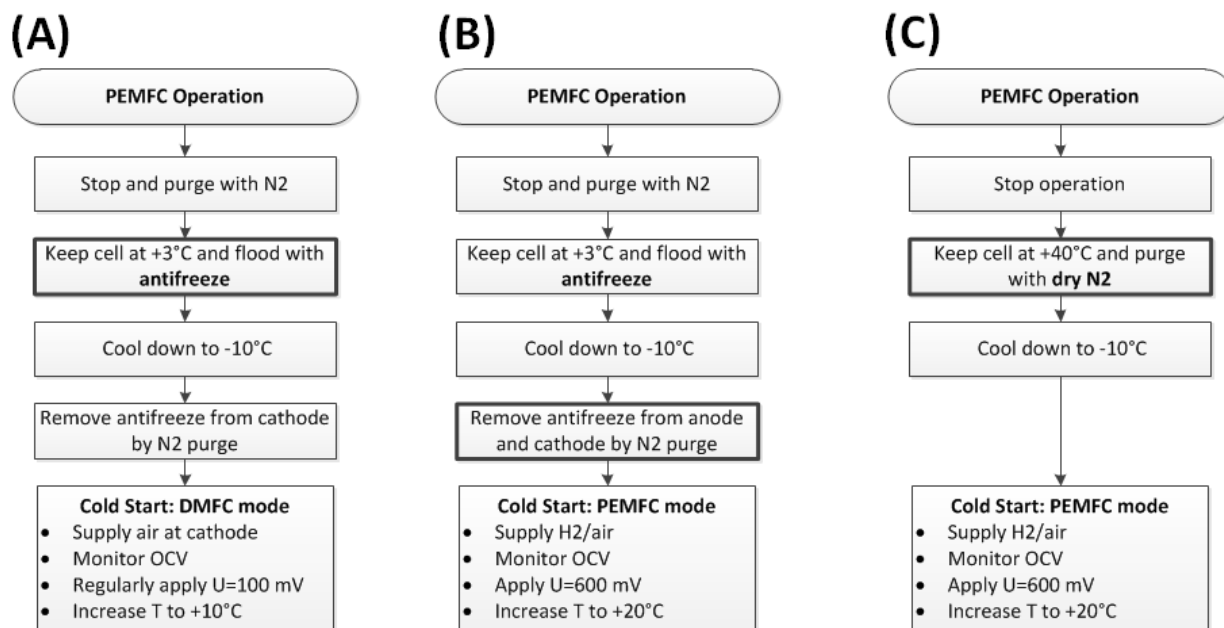 (A)
PEMFC Operation
Stop and purge with N2
Keep cell at +3°C and flood with
antifreeze
Cool down to -10°C
Remove antifreeze from cathode
by N2 purge
Cold Start: DMFC mode
• Supply air at cathode
• Monitor OCV
• Regularly apply U=100 mV
• Increase T to +10°C
(B)
PEMFC Operation
Stop and purge with N2
Keep cell at +3°C and flood with
antifreeze
Cool down to -10°C
Remove antifreeze from anode
and cathode by N2 purge
Cold Start: PEMFC mode
• Supply H2/air
• Monitor OCV
• Apply U=600 mV
• Increase T to +20°C
(C)
PEMFC Operation
Stop operation
Keep cell at +40°C and purge
with dry N2
Cool down to -10°C
Cold Start: PEMFC mode
• Supply H2/air
• Monitor OCV
• Apply U=600 mV
• Increase T to +20°C